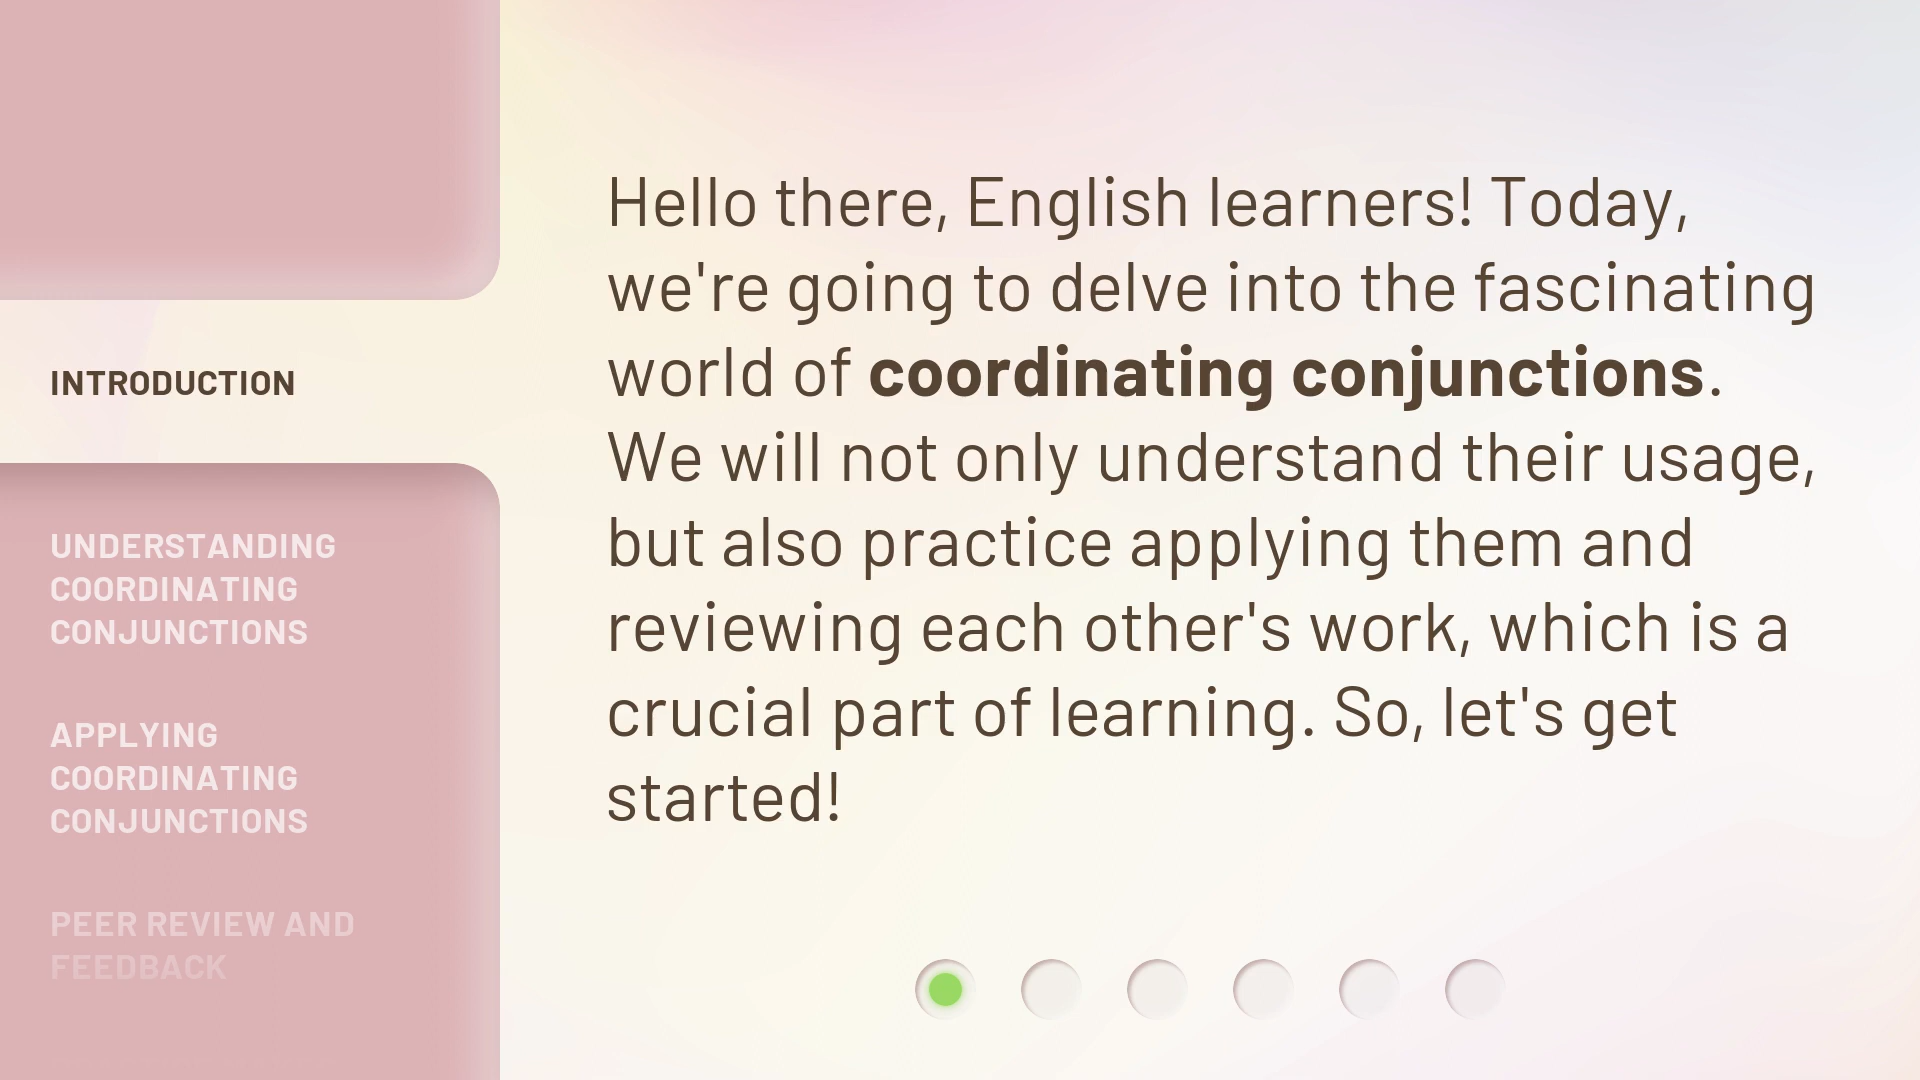 INTRODUCTION
UNDERSTANDING
COORDINATING
CONJUNCTIONS
APPLYING
COORDINATING
CONJUNCTIONS
PEER REVIEW AND
FEEDBACK
Hello there, English learners! Today,
we're going to delve into the fascinating
world of coordinating conjunctions.
We will not only understand their usage,
but also practice applying them and
reviewing each other's work, which is a
crucial part of learning. So, let's get
started!